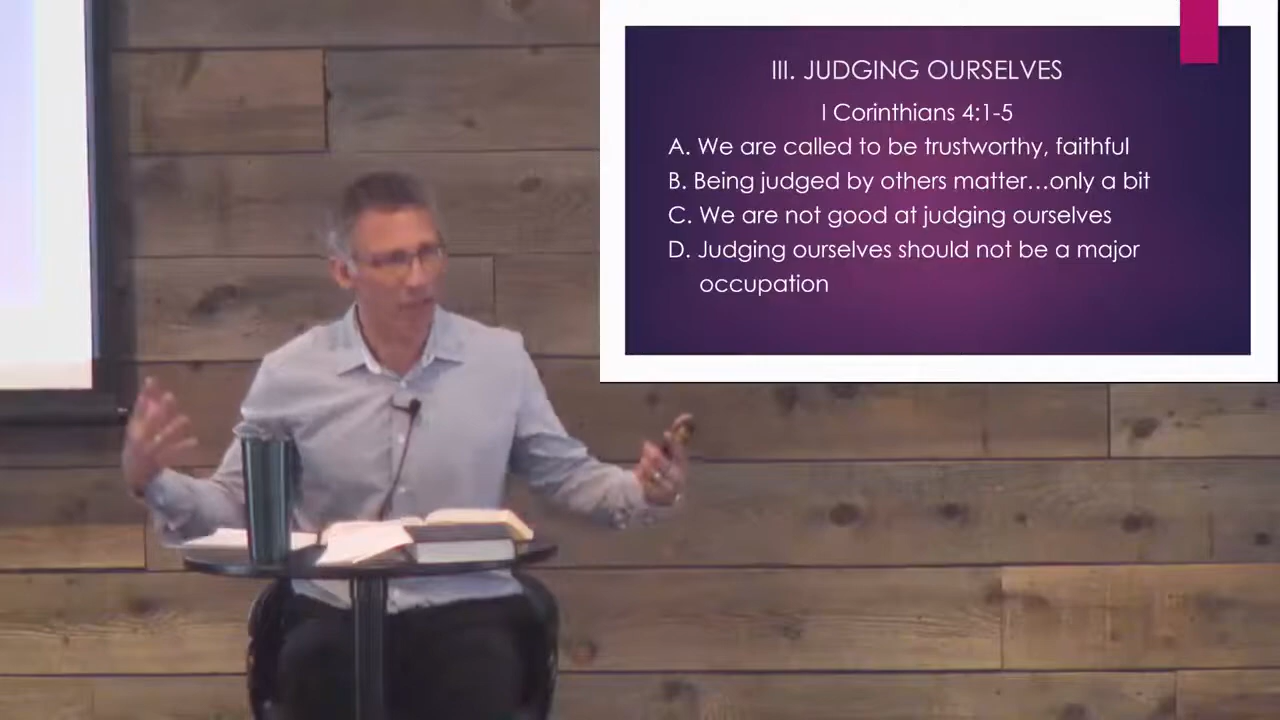 III. JUDGING OURSELVES
I Corinthians 4:1-5
A. We are called to be trustworthy, faithful
B. Being judged by others matter...only a bit
C. We are not good at judging ourselves
D. Judging ourselves should not be a major
occupation